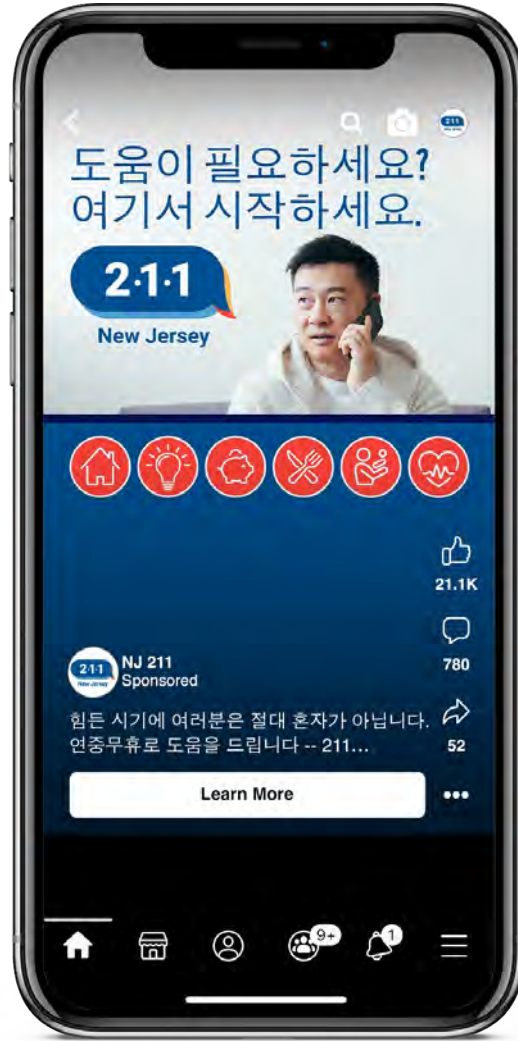 211
New Jersey
도움이 필요하세요?
여기서 시작하세요.
2·1·1
New Jersey
21.1K
780
2·1·1
New Jersey
NJ 211
Sponsored
힘든 시기에 여러분은 절대 혼자가 아닙니다.
연중무휴로 도움을 드립니다 -- 211...
52
Learn More
9+
1